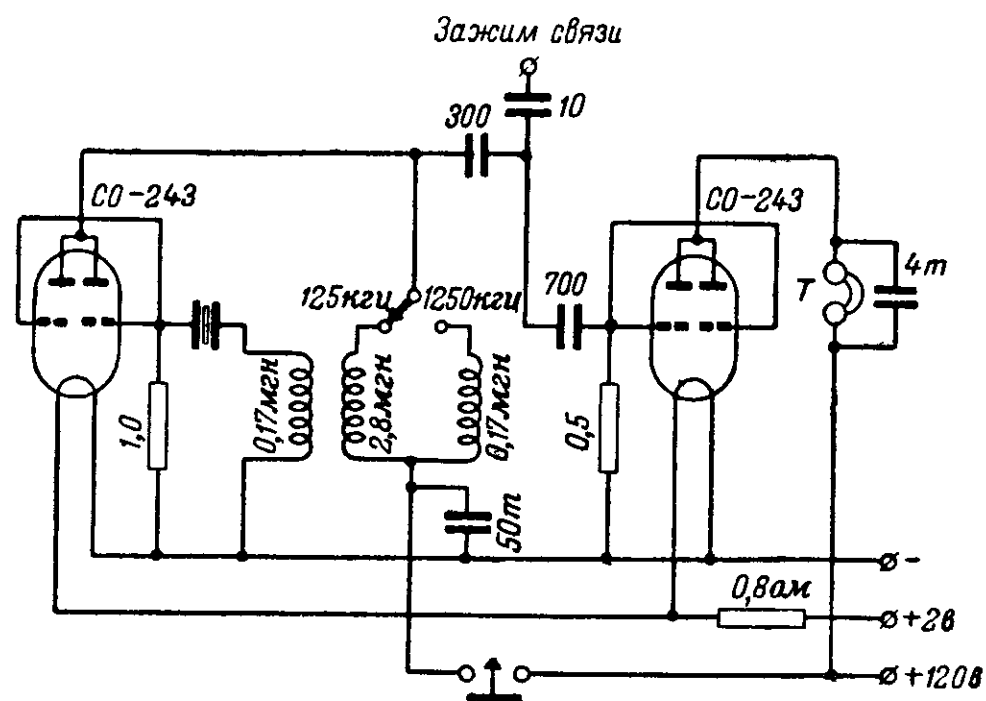 Зажим связи
10
300
СО-243
СО-243
125кгц
1250кгц
700
Т
4т
1,0
0,17мгн
2,8мгн
0,17мгн
0,5
50т
-
0,8ом
+2в
+120в